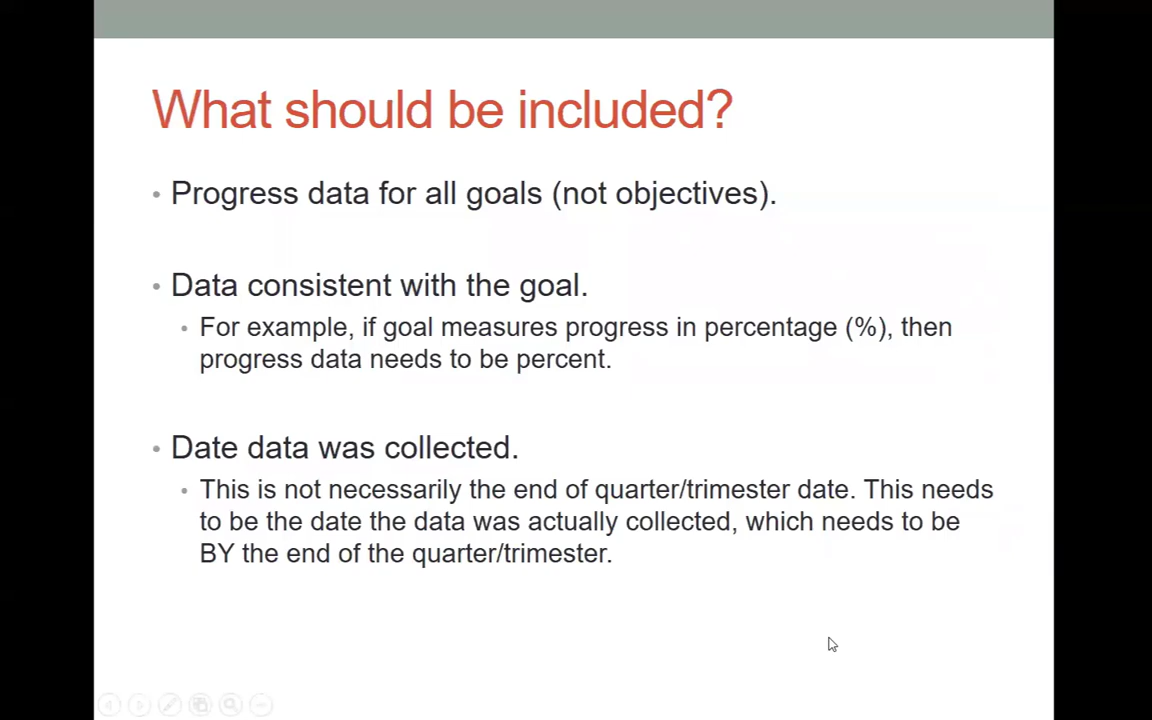 What should be included?
• Progress data for all goals (not objectives).
• Data consistent with the goal.
• For example, if goal measures progress in percentage (%), then
progress data needs to be percent.
• Date data was collected.
• This is not necessarily the end of quarter/trimester date. This needs
to be the date the data was actually collected, which needs to be
BY the end of the quarter/trimester.